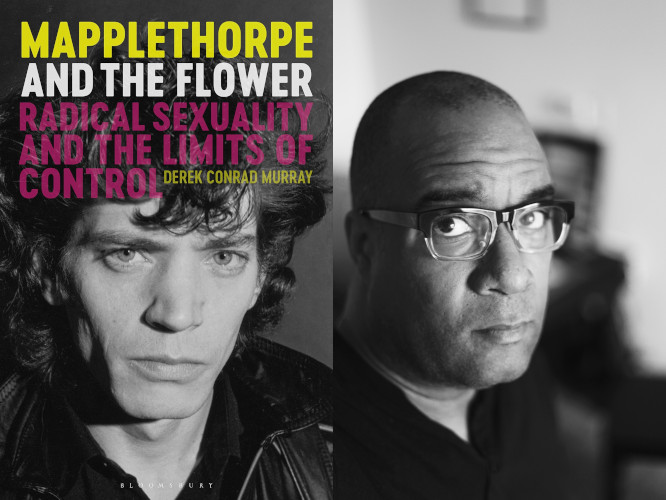 MAPPLETHORPE
AND THE FLOWER
RADICAL SEXUALITY
AND THE LIMITS OF
CONTROL DEREK CONRAD MURRAY
BLOOMSBURY